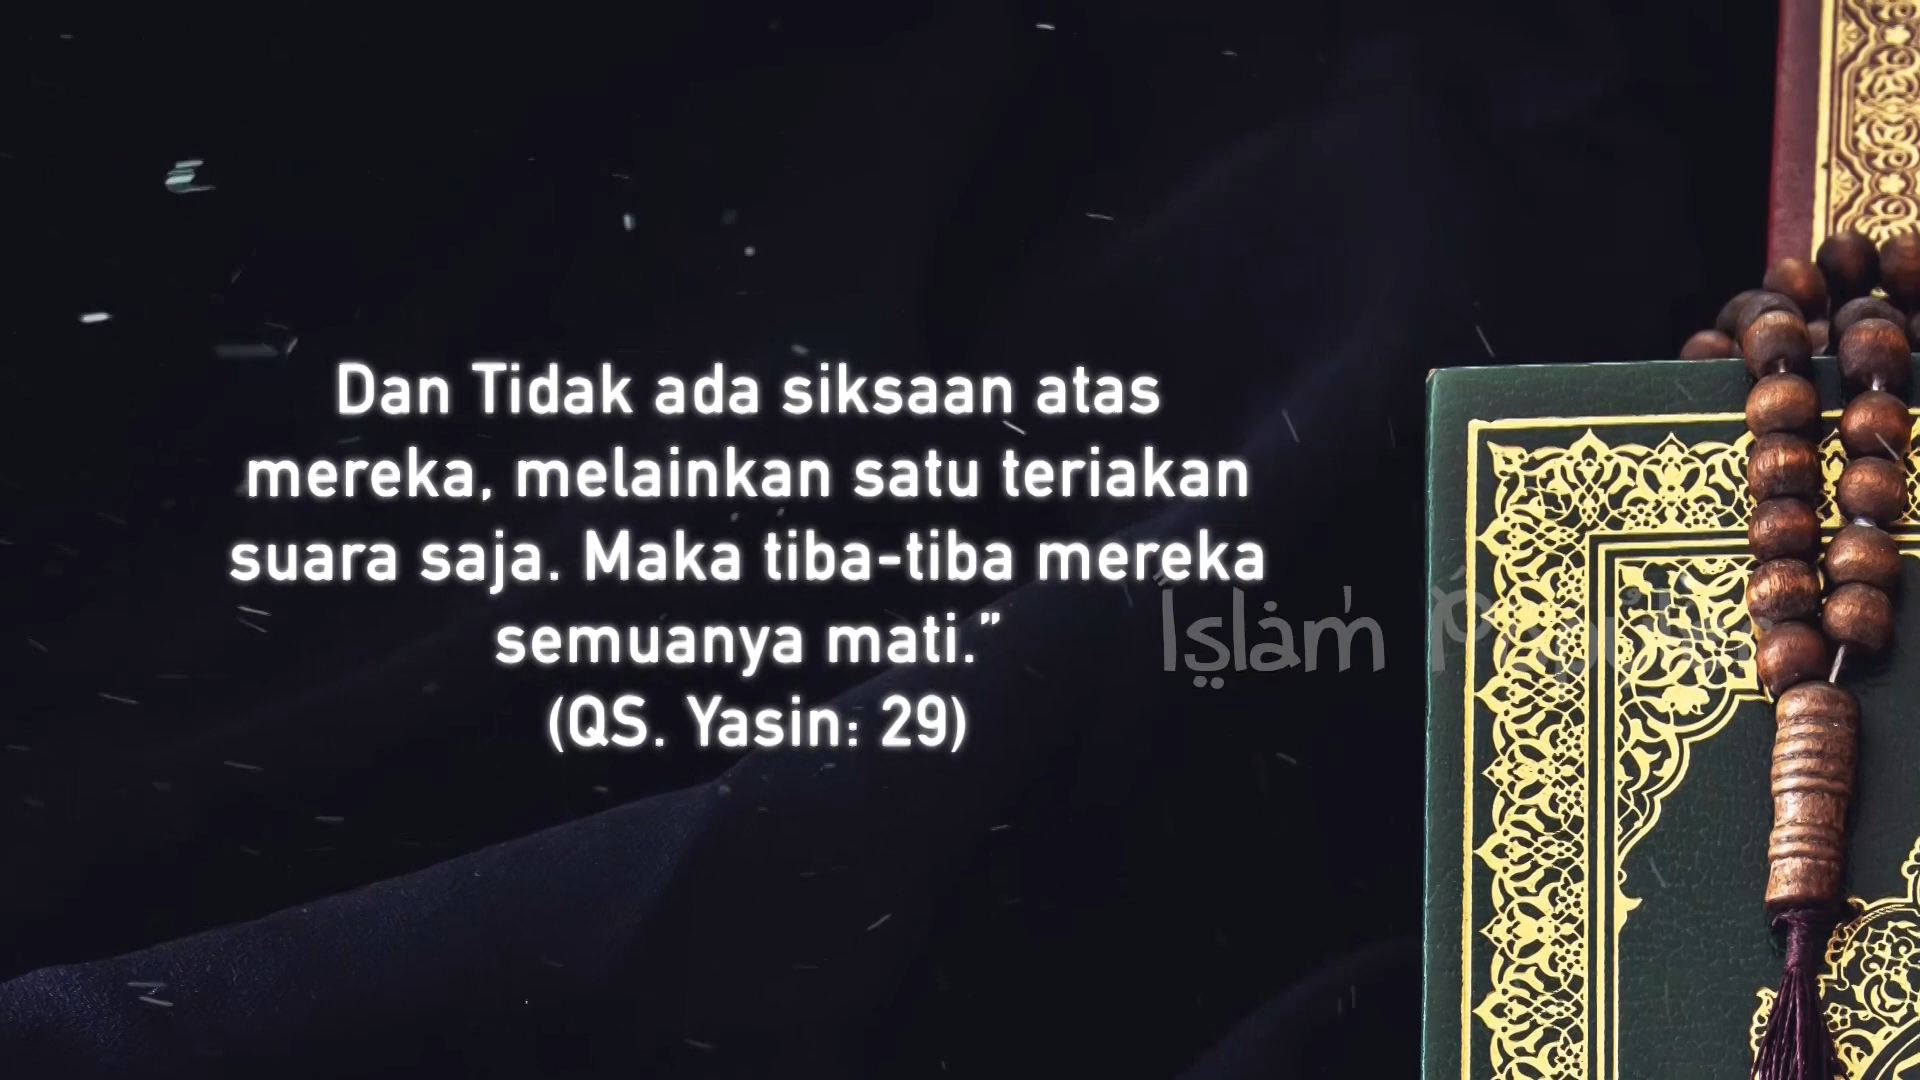 Dan Tidak ada siksaan atas
mereka, melainkan satu teriakan
suara saja. Maka tiba-tiba mereka
semuanya mati.”
(QS. Yasin: 29)
Islam